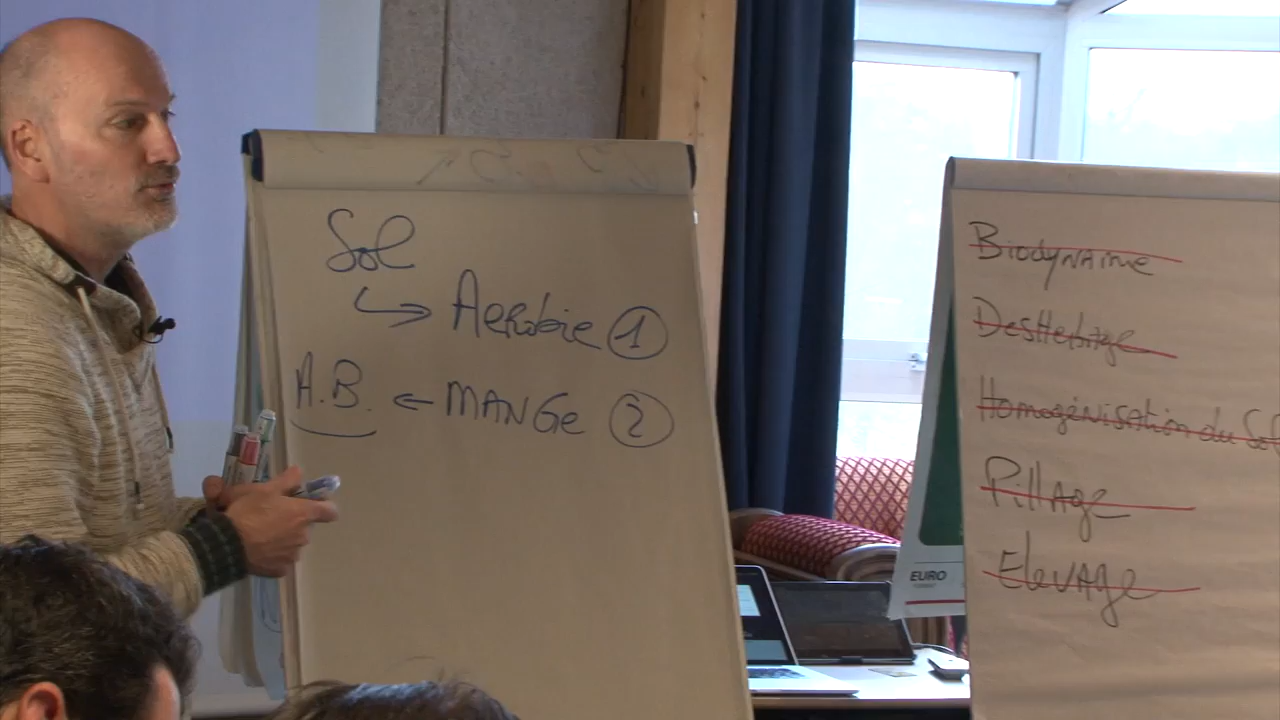 Sol
Aerobie 1
A.B. ← MANGe 2
Biodynamie
Desherbage
Homogénisation du Sol
Pillage
Elevage
EURO